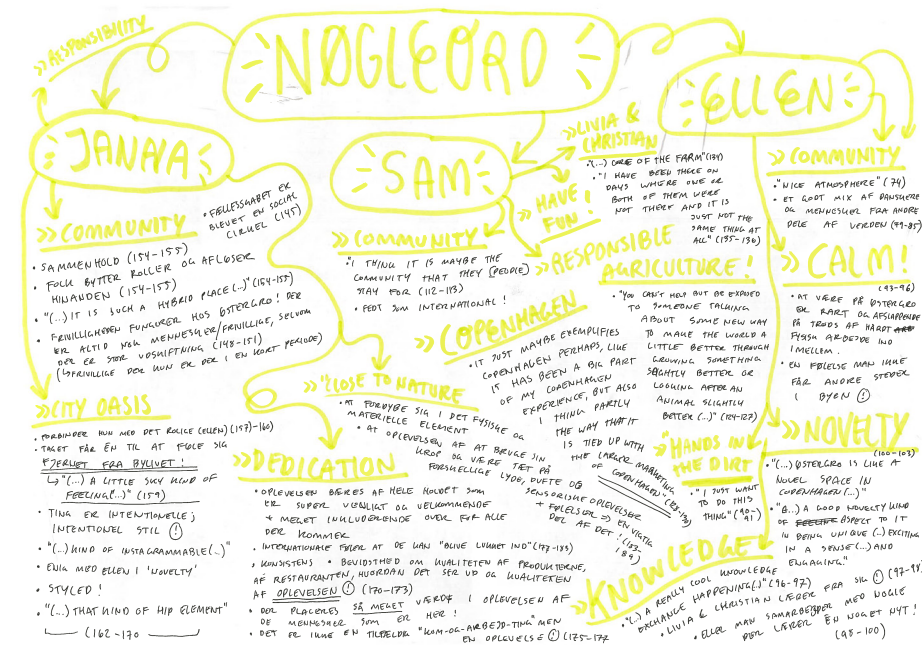 NØGLEORD
»RESPONSIBILITY
JANAYA
»COMMUNITY
• FÆLLESSKABET ER
BLEVET EN SOCIAL
CIRKEL (145)
• SAMMENHOLD (154-155)
• FOLK BYTTER ROLLER OG AFLØSER
HINANDEN (154-155)
• "(...) IT IS SUCH A HYBRID PLACE (...)" (154-155)
• FRIVILLIGHEDEN FUNGERER HOS ØSTERGRO! DER
ER ALTID NOK MENNESKER/FRIVILLIGE, SELVOM
DER ER STOR UDSKIFTNING (148-151)
(↳FRIVILLIGE DER KUN ER DER I EN KORT PERIODE)
»CITY OASIS
• FORBINDER HUN MED DET ROLIGE (ELLEN) (157-160)
• TAGET FÅR ÉN TIL AT FØLE SIG
FJERNET FRA BYLIVET!
↳ "(...) A LITTLE SKY KIND OF
FEELING(...)" (159)
• TING ER INTENTIONELLE;
INTENTIONEL STIL (!)
• "(...) KIND OF INSTAGRAMMABLE(...)"
• ENIG MED ELLEN I 'NOVELTY'
• STYLED!
• "(...) THAT KIND OF HIP ELEMENT"
(162-170)
»"CLOSE TO NATURE
• AT FORDYBE SIG I DET FYSISKE OG
MATERIELLE ELEMENT
• AT OPLEVELSEN AF AT BRUGE SIN
KROP OG VÆRE TÆT PÅ
FORSKELLIGE LYDE, DUFTE OG
SENSORISKE OPLEVELSER
+ FØLELSER => EN VIGTIG
DEL AF DET! (183-
189)
»DEDICATION
• OPLEVELSEN BÆRES AF HELE HOLDET SOM
ER SUPER VENLIGT OG VELKOMMENDE
+ MEGET INKLUDERENDE OVER FOR ALLE
DER KOMMER
• INTERNATIONALE FØLER AT DE KAN "BLIVE LUKKET IND" (177-183)
• KONSISTENS + BEVIDSTHED OM KVALITETEN AF PRODUKTERNE,
AF RESTAURANTEN, HVORDAN DET SER UD OG KVALITETEN
AF OPLEVELSEN (!) (170-173)
• DER PLACERES SÅ MEGET VÆRDI I OPLEVELSEN AF
DE MENNESKER SOM ER HER!
• DET ER IKKE EN TILFÆLDIG "KOM-OG-ARBEJD-TING" MEN
EN OPLEVELSE (!) (175-177
SAM
»COMMUNITY
• "I THINK IT IS MAYBE THE
COMMUNITY THAT THEY [PEOPLE]
STAY FOR (112-113)
• FEDT SOM INTERNATIONAL!
»COPENHAGEN
• IT JUST MAYBE EXEMPLIFIES
COPENHAGEN PERHAPS, LIKE
IT HAS BEEN A BIG PART
OF MY COPENHAGEN
EXPERIENCE, BUT ALSO
I THINK PARTLY
THE WAY THAT IT
IS TIED UP WITH
THE LARGER MARKETING
OF COPENHAGEN"
»LIVIA &
CHRISTIAN
• "(...) CORE OF THE FARM" (134)
• "I HAVE BEEN THERE ON
DAYS WHERE ONE OR
BOTH OF THEM WERE
NOT THERE AND IT IS
JUST NOT THE
SAME THING AT
ALL" (135-136)
»HAVE
FUN!
»RESPONSIBLE
AGRICULTURE!
"YOU CAN'T HELP BUT BE EXPOSED
TO SOMEONE TALKING
ABOUT SOME NEW WAY
TO MAKE THE WORLD A
LITTLE BETTER THROUGH
GROWING SOMETHING
SLIGHTLY BETTER OR
LOOKING AFTER AN
ANIMAL SLIGHTLY
BETTER (...)" (124-127)
ELLEN
»COMMUNITY
• "NICE ATMOSPHERE" (74)
• ET GODT MIX AF DANSKERE
OG MENNESKER FRA ANDRE
DELE AF VERDEN (79-85)
»CALM!
(93-96)
• AT VÆRE PÅ ØSTERGRO
ER RART OG AFSLAPPENDE
PÅ TRODS AF HÅRDT
FYSISK ARBEJDE IND
IMELLEM.
• EN FØLELSE MAN IKKE
FÅR ANDRE STEDER
I BYEN (!)
»NOVELTY
(100-103)
• "(...) ØSTERGRO IS LIKE A
NOVEL SPACE IN
COPENHAGEN (...)"
• "(...) A GOOD NOVELTY KIND
OF FEELING ASPECT TO IT
IN BEING UNIQUE (...) EXCITING
IN A SENSE (...) AND
ENGAGING."
»HANDS IN
THE DIRT
• "I JUST WANT
TO DO THIS
THING" (90-
91)
»KNOWLEDGE
• "(...) A REALLY COOL KNOWLEDGE
EXCHANGE HAPPENING(...)" (96-97)
• LIVIA & CHRISTIAN LÆRER FRA SIG (!) (97-98)
• ELLER MAN SAMARBEJDER MED NOGLE
DER LÆRER ÉN NOGET NYT!
(98-100)